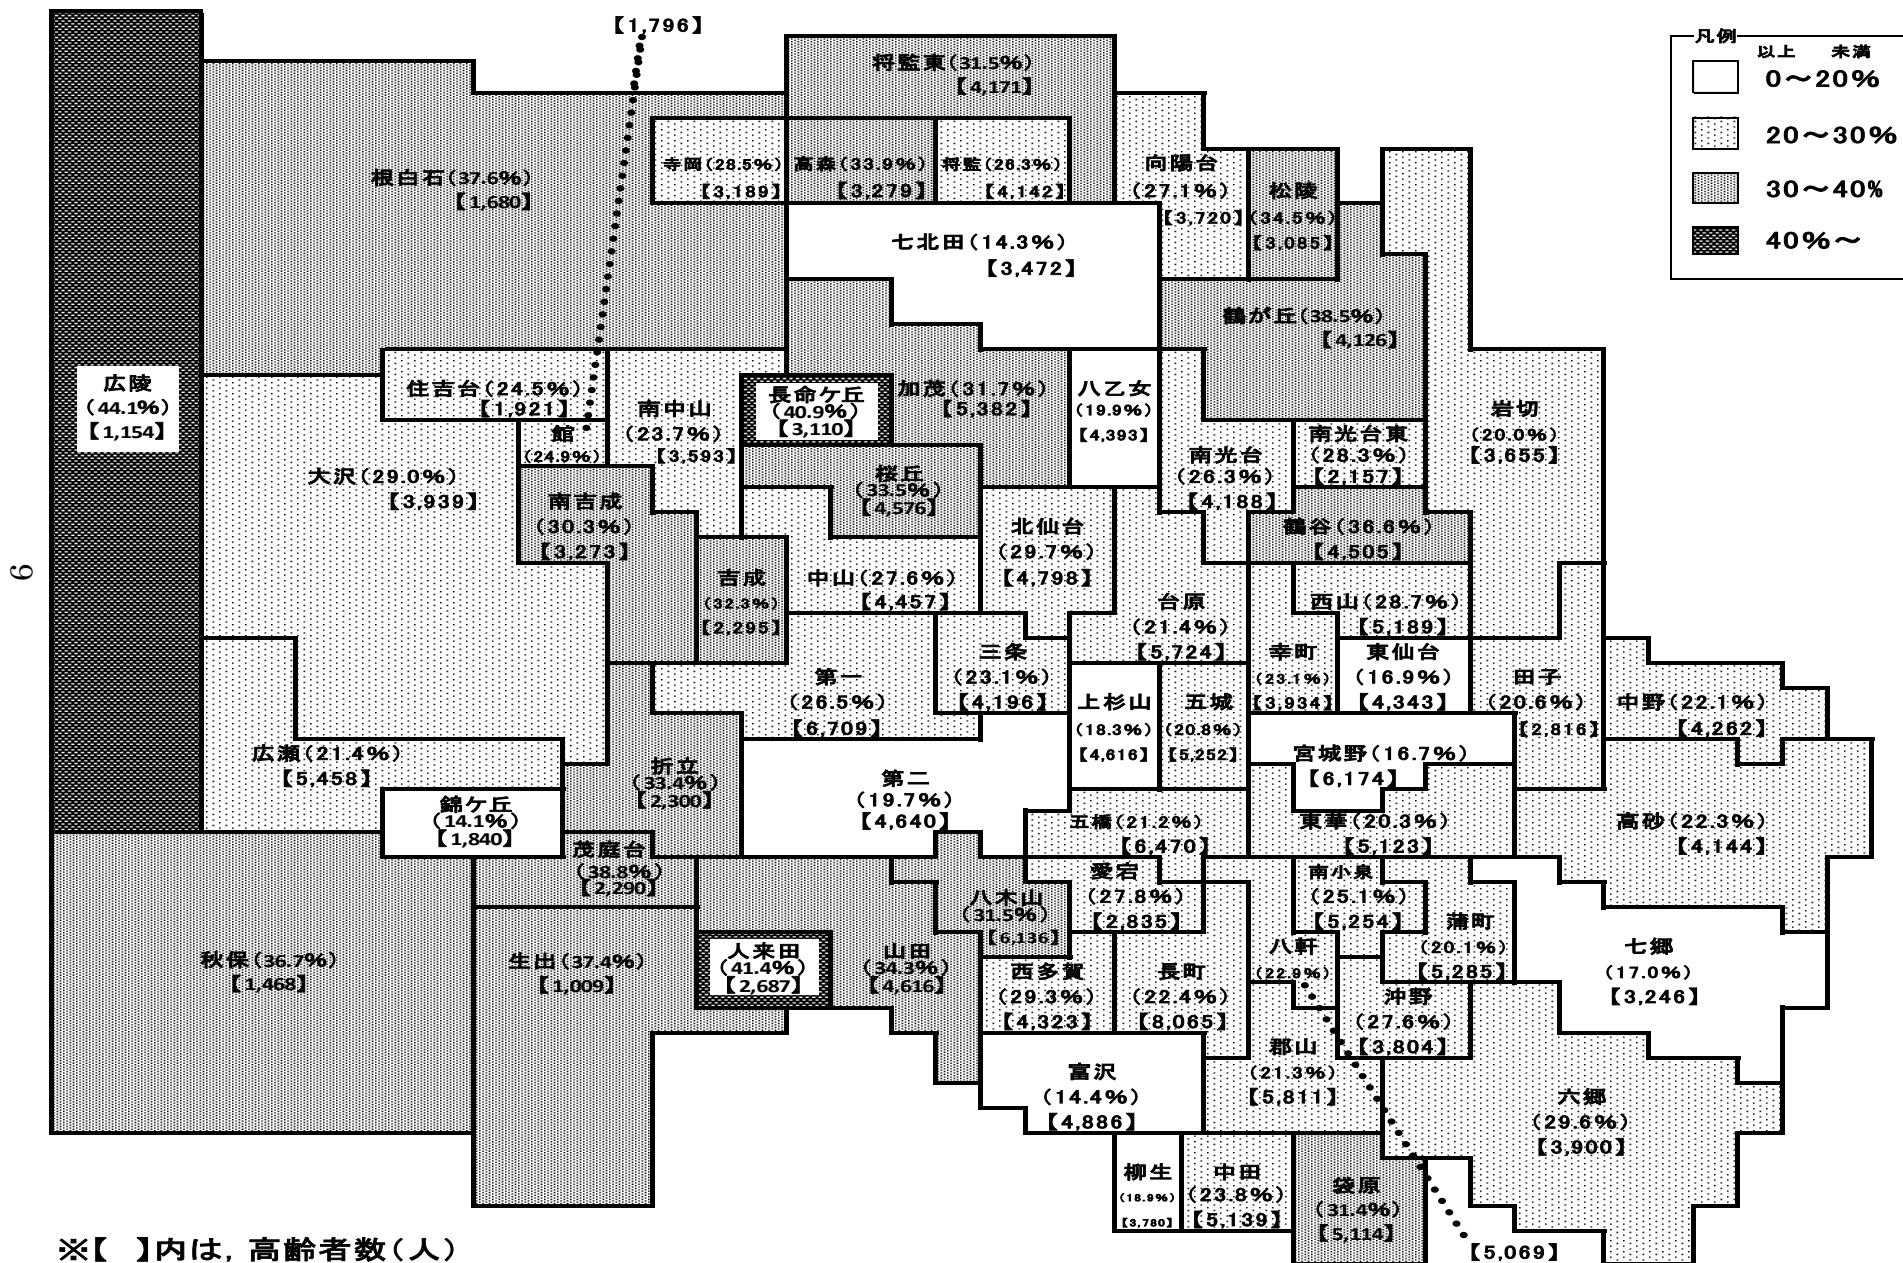 【1,796】
凡例
以上 未満
0～20%
20～30%
30～40%
40%～
将監東(31.5%)
【4,171】
寺岡(28.5%)
【3,189】
高森(33.9%)
【3,279】
将監(26.3%)
【4,142】
向陽台
(27.1%)
【3,720】
松陵
(34.5%)
【3,085】
根白石(37.6%)
【1,680】
七北田(14.3%)
【3,472】
鶴が丘(38.5%)
【4,126】
広陵
(44.1%)
【1,154】
住吉台(24.5%)
【1,921】
館
(24.9%)
南中山
(23.7%)
【3,593】
長命ケ丘
(40.9%)
【3,110】
加茂(31.7%)
【5,382】
八乙女
(19.9%)
【4,393】
岩切
(20.0%)
【3,655】
南光台東
(28.3%)
【2,157】
南光台
(26.3%)
【4,188】
大沢(29.0%)
【3,939】
南吉成
(30.3%)
【3,273】
桜丘
(33.5%)
【4,576】
北仙台
(29.7%)
【4,798】
鶴谷(36.6%)
【4,505】
吉成
(32.3%)
【2,295】
中山(27.6%)
【4,457】
台原
(21.4%)
【5,724】
西山(28.7%)
【5,189】
幸町
(23.1%)
【3,934】
東仙台
(16.9%)
【4,343】
田子
(20.6%)
【2,816】
中野(22.1%)
【4,262】
第一
(26.5%)
【6,709】
三条
(23.1%)
【4,196】
上杉山
(18.3%)
【4,616】
五城
(20.8%)
【5,252】
宮城野(16.7%)
【6,174】
広瀬(21.4%)
【5,458】
錦ケ丘
(14.1%)
【1,840】
折立
(33.4%)
【2,300】
第二
(19.7%)
【4,640】
五橋(21.2%)
【6,470】
東華(20.3%)
【5,123】
高砂(22.3%)
【4,144】
茂庭台
(38.8%)
【2,290】
八木山
(31.5%)
【6,136】
愛宕
(27.8%)
【2,835】
南小泉
(25.1%)
【5,254】
蒲町
(20.1%)
【5,285】
七郷
(17.0%)
【3,246】
秋保(36.7%)
【1,468】
生出(37.4%)
【1,009】
人来田
(41.4%)
【2,687】
山田
(34.3%)
【4,616】
西多賀
(29.3%)
【4,323】
長町
(22.4%)
【8,065】
八軒
(22.9%)
沖野
(27.6%)
【3,804】
郡山
(21.3%)
【5,811】
富沢
(14.4%)
【4,886】
六郷
(29.6%)
【3,900】
柳生
(18.9%)
【3,780】
中田
(23.8%)
【5,139】
袋原
(31.4%)
【5,114】
【5,069】
※【　】内は，高齢者数(人)
9